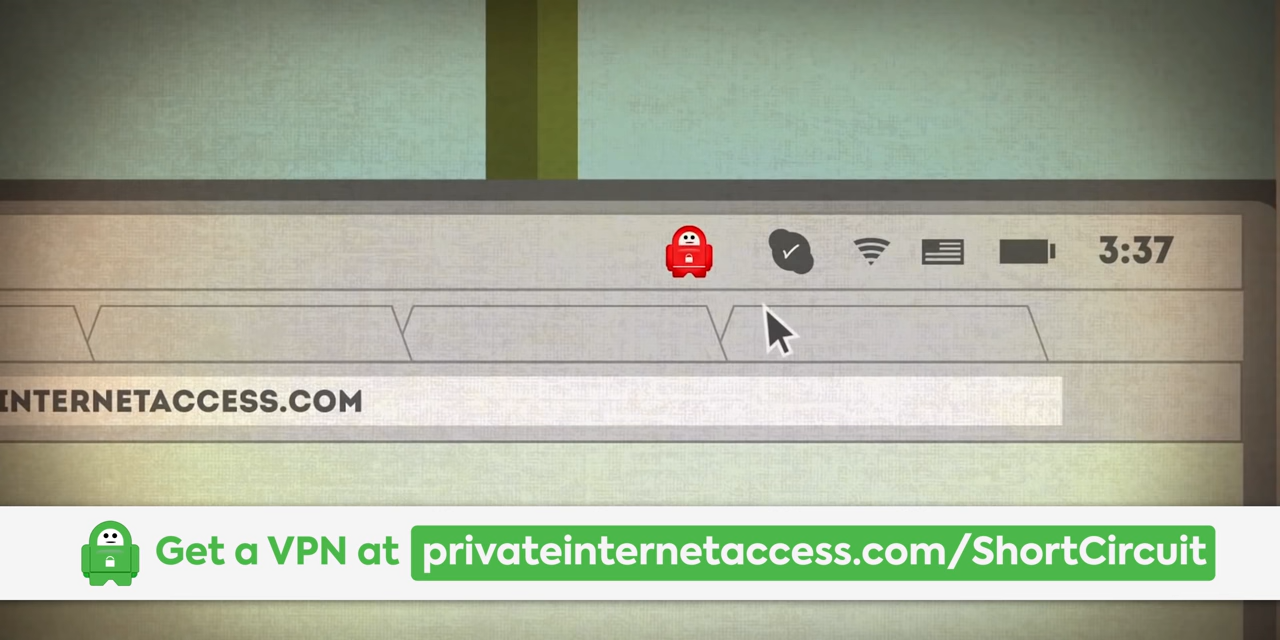 3:37
INTERNETACCESS.COM
Get a VPN at privateinternetaccess.com/ShortCircuit